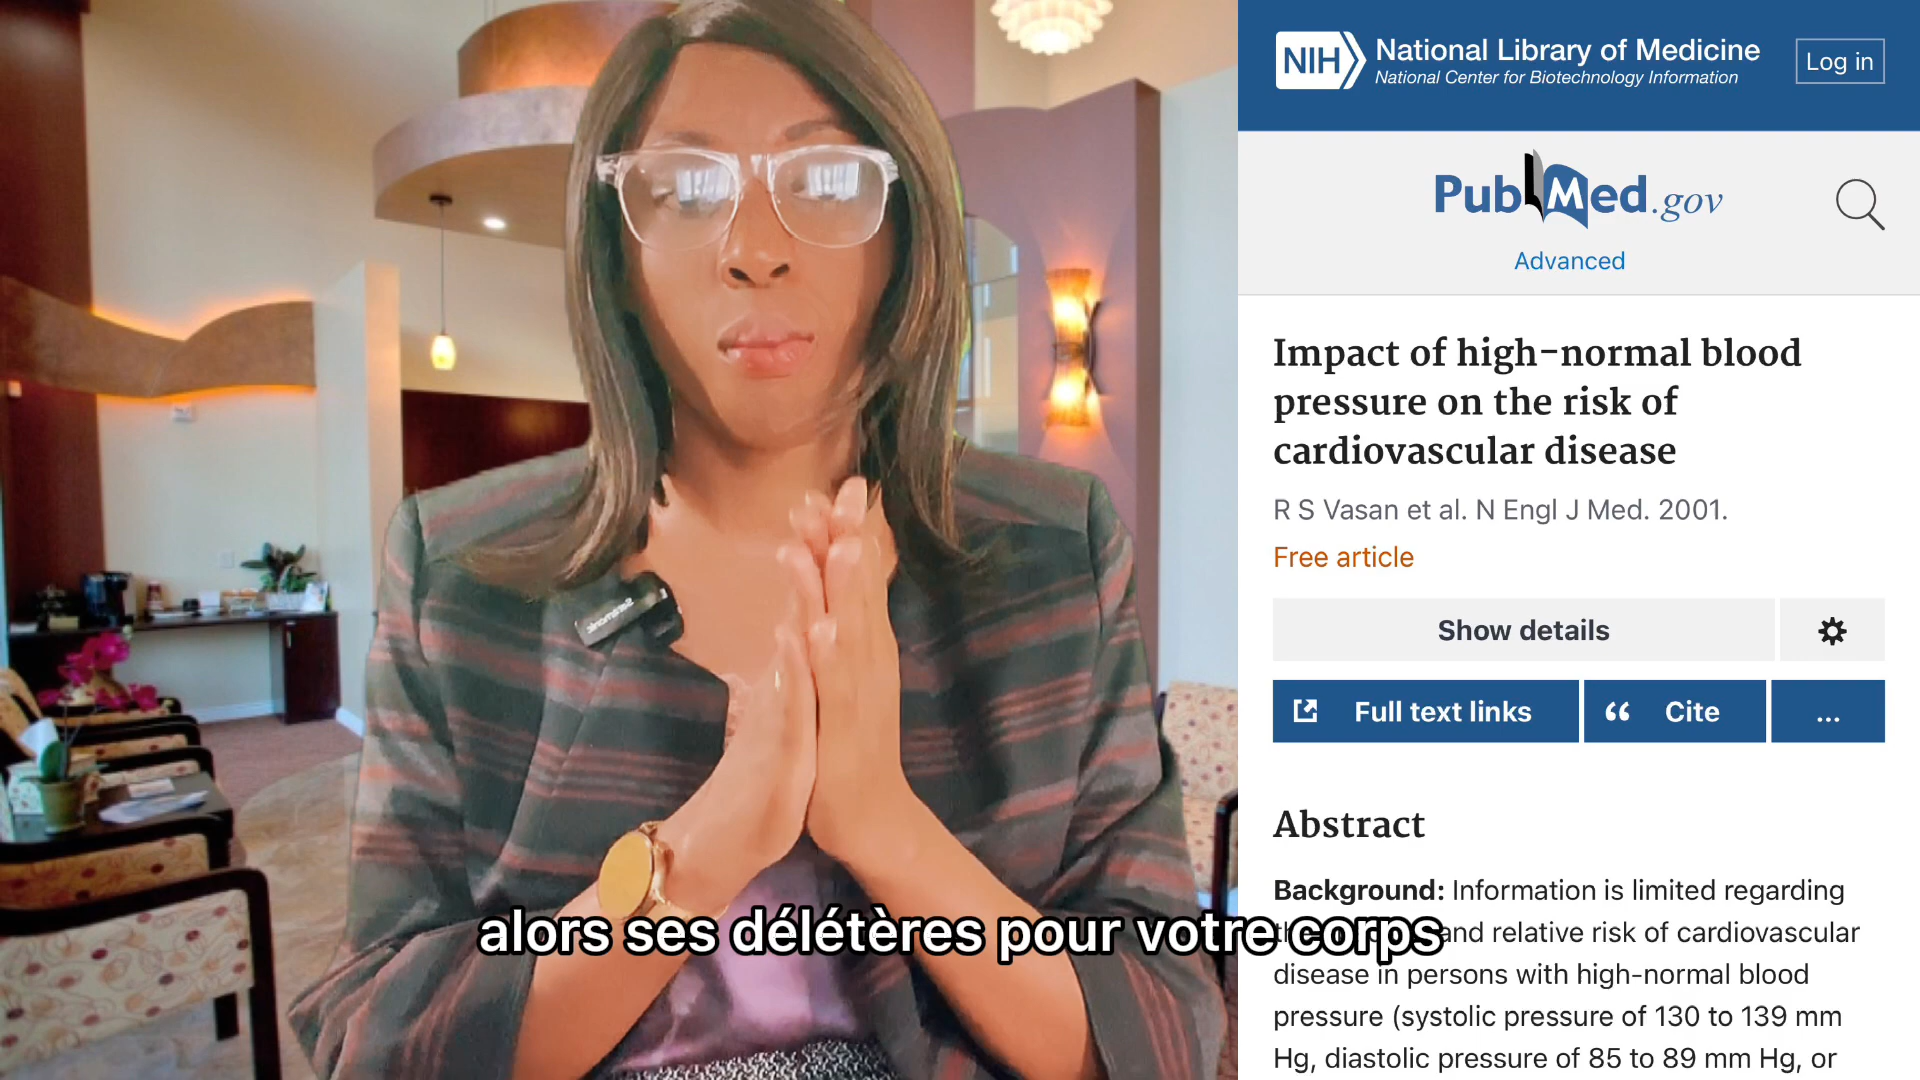 NIH National Library of Medicine
National Center for Biotechnology Information
Log in
PubMed.gov
Advanced
Impact of high-normal blood
pressure on the risk of
cardiovascular disease
R S Vasan et al. N Engl J Med. 2001.
Free article
Show details
Full text links
Cite
...
Abstract
Background: Information is limited regarding
and relative risk of cardiovascular
disease in persons with high-normal blood
pressure (systolic pressure of 130 to 139 mm
Hg, diastolic pressure of 85 to 89 mm Hg, or
alors ses délétères pour votre corps